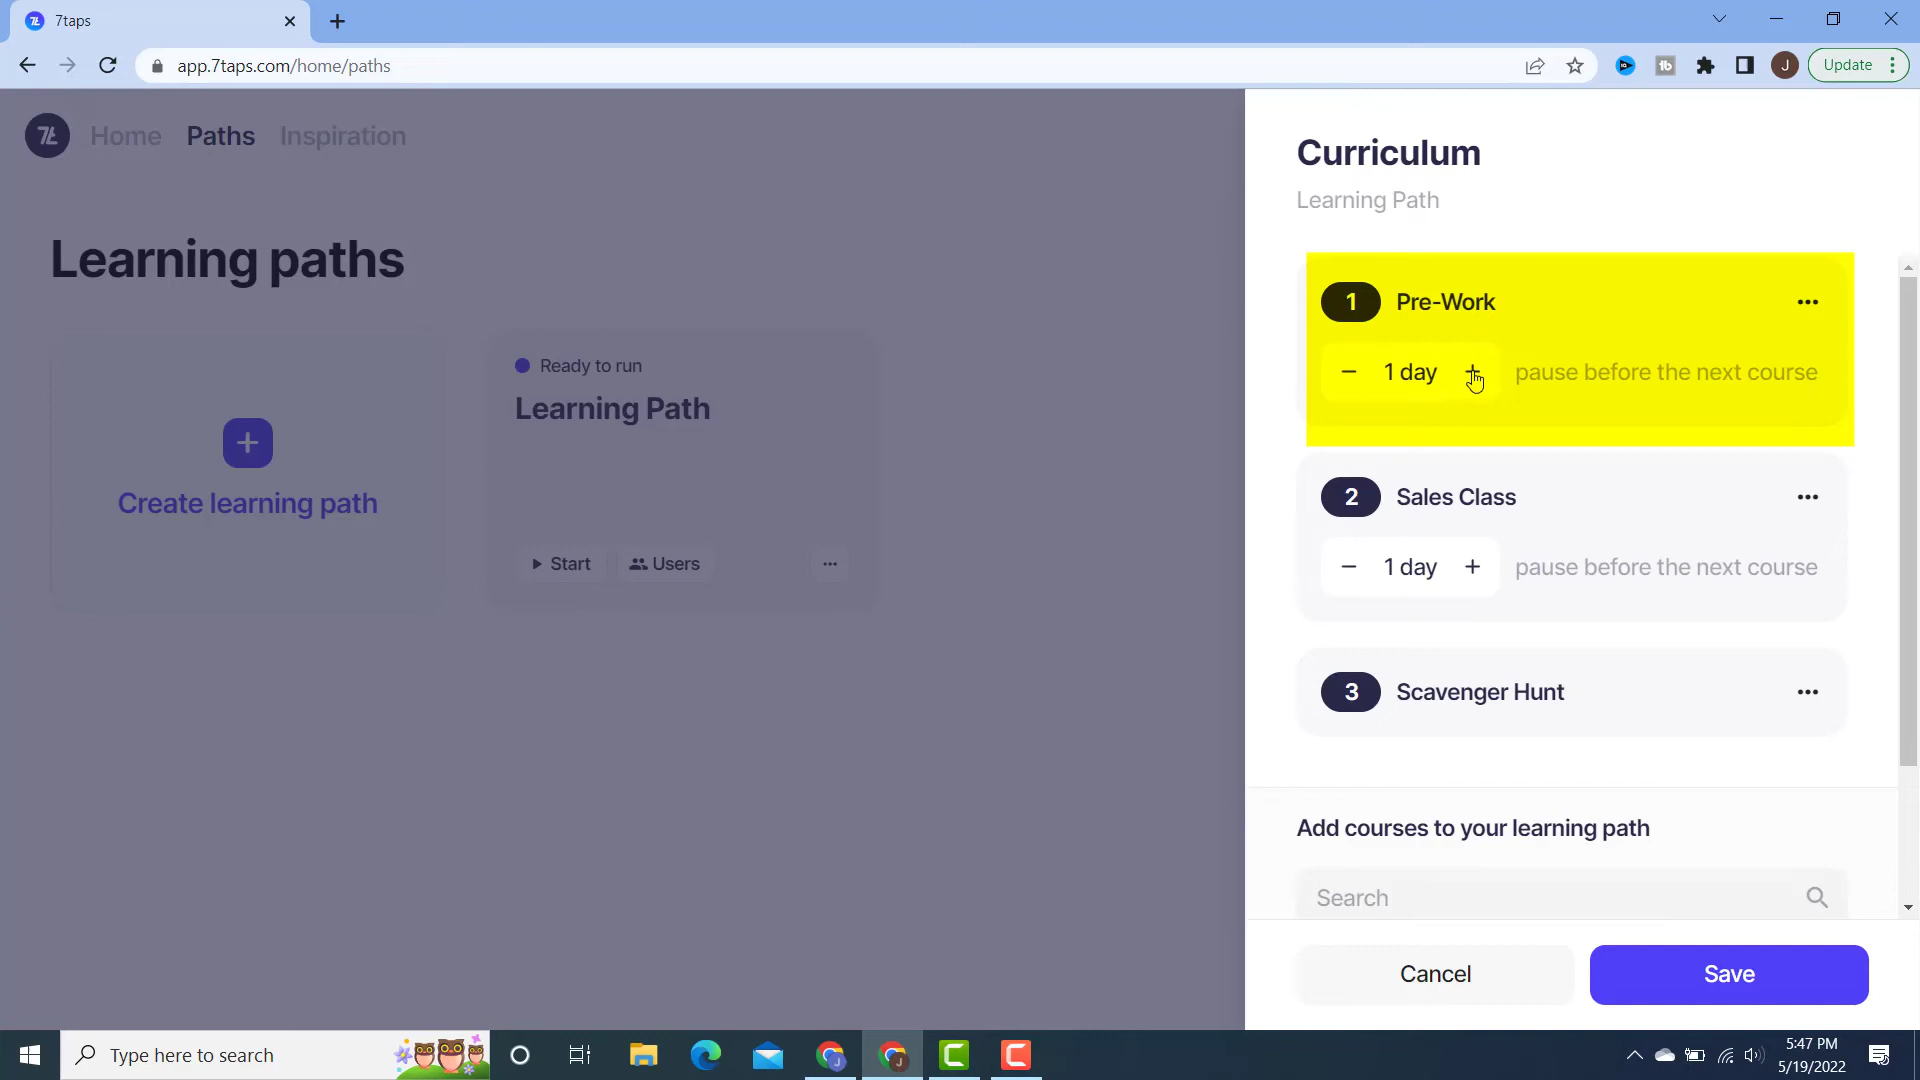 7taps
app.7taps.com/home/paths
Update
Home Paths Inspiration
Learning paths
Create learning path
Ready to run
Learning Path
Start Users
Curriculum
Learning Path
1 Pre-Work
1 day pause before the next course
2 Sales Class
1 day pause before the next course
3 Scavenger Hunt
Add courses to your learning path
Search
Cancel Save
Type here to search
5:47 PM
5/19/2022